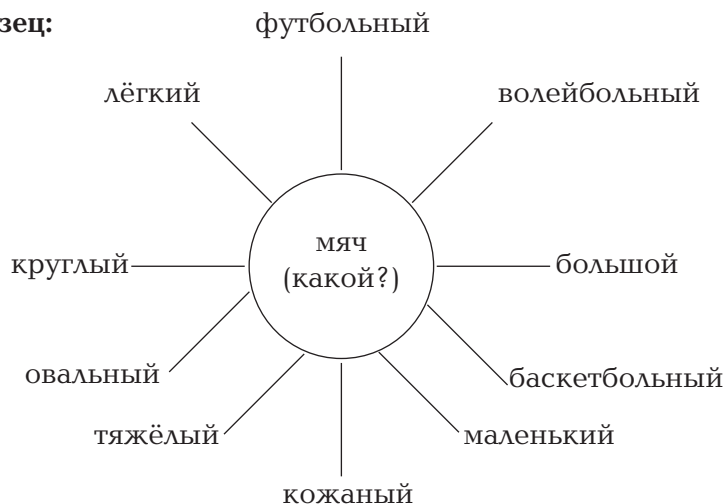 зец:
футбольный
лёгкий
волейбольный
мяч
(какой?)
круглый
большой
овальный
баскетбольный
тяжёлый
маленький
кожаный